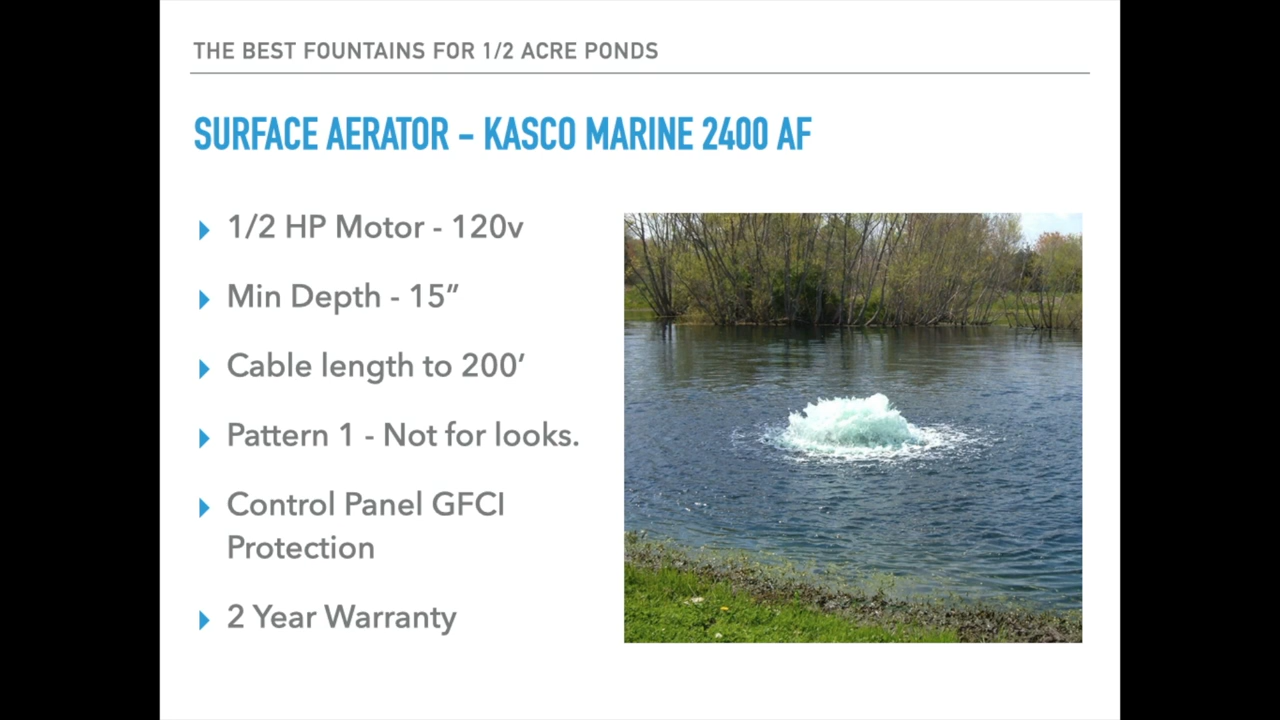 THE BEST FOUNTAINS FOR 1/2 ACRE PONDS
SURFACE AERATOR - KASCO MARINE 2400 AF
1/2 HP Motor - 120v
Min Depth - 15”
Cable length to 200’
Pattern 1 - Not for looks.
Control Panel GFCI
Protection
2 Year Warranty